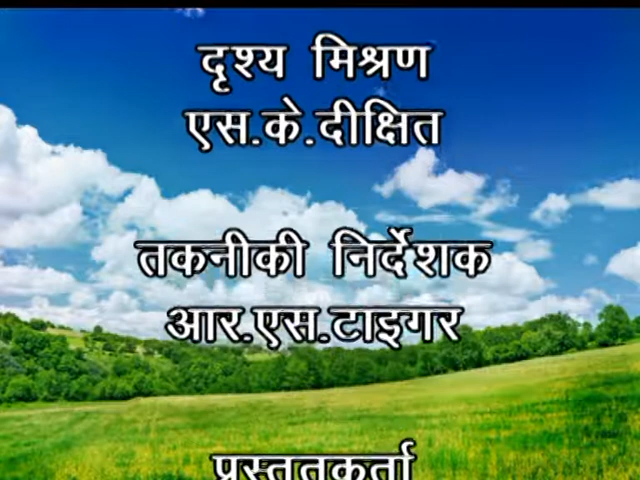 दृश्य मिश्रण
एस.के.दीक्षित
तकनीकी निर्देशक
आर.एस.टाइगर
प्रस्तुतकर्ता